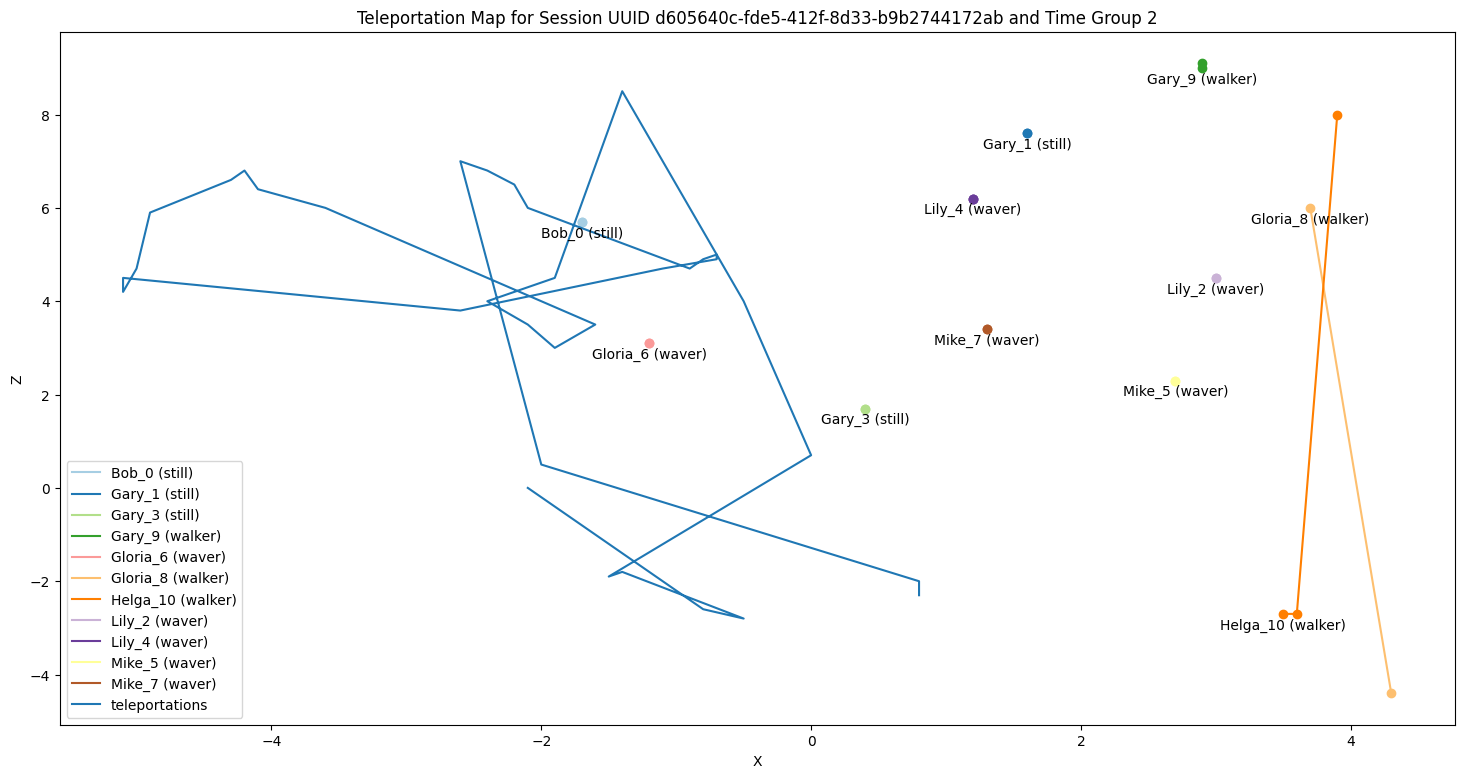 Teleportation Map for Session UUID d605640c-fde5-412f-8d33-b9b2744172ab and Time Group 2
Gary_9 (walker)
8
Gary_1 (still)
Lily_4 (waver)
6
Gloria_8 (walker)
Bob_0 (still)
Lily_2 (waver)
4
Mike_7 (waver)
Gloria_6 (waver)
Z
2
Mike_5 (waver)
Gary_3 (still)
0
−2
Helga_10 (walker)
−4
Bob_0 (still)
Gary_1 (still)
Gary_3 (still)
Gary_9 (walker)
Gloria_6 (waver)
Gloria_8 (walker)
Helga_10 (walker)
Lily_2 (waver)
Lily_4 (waver)
Mike_5 (waver)
Mike_7 (waver)
teleportations
−4 −2 0 2 4
X